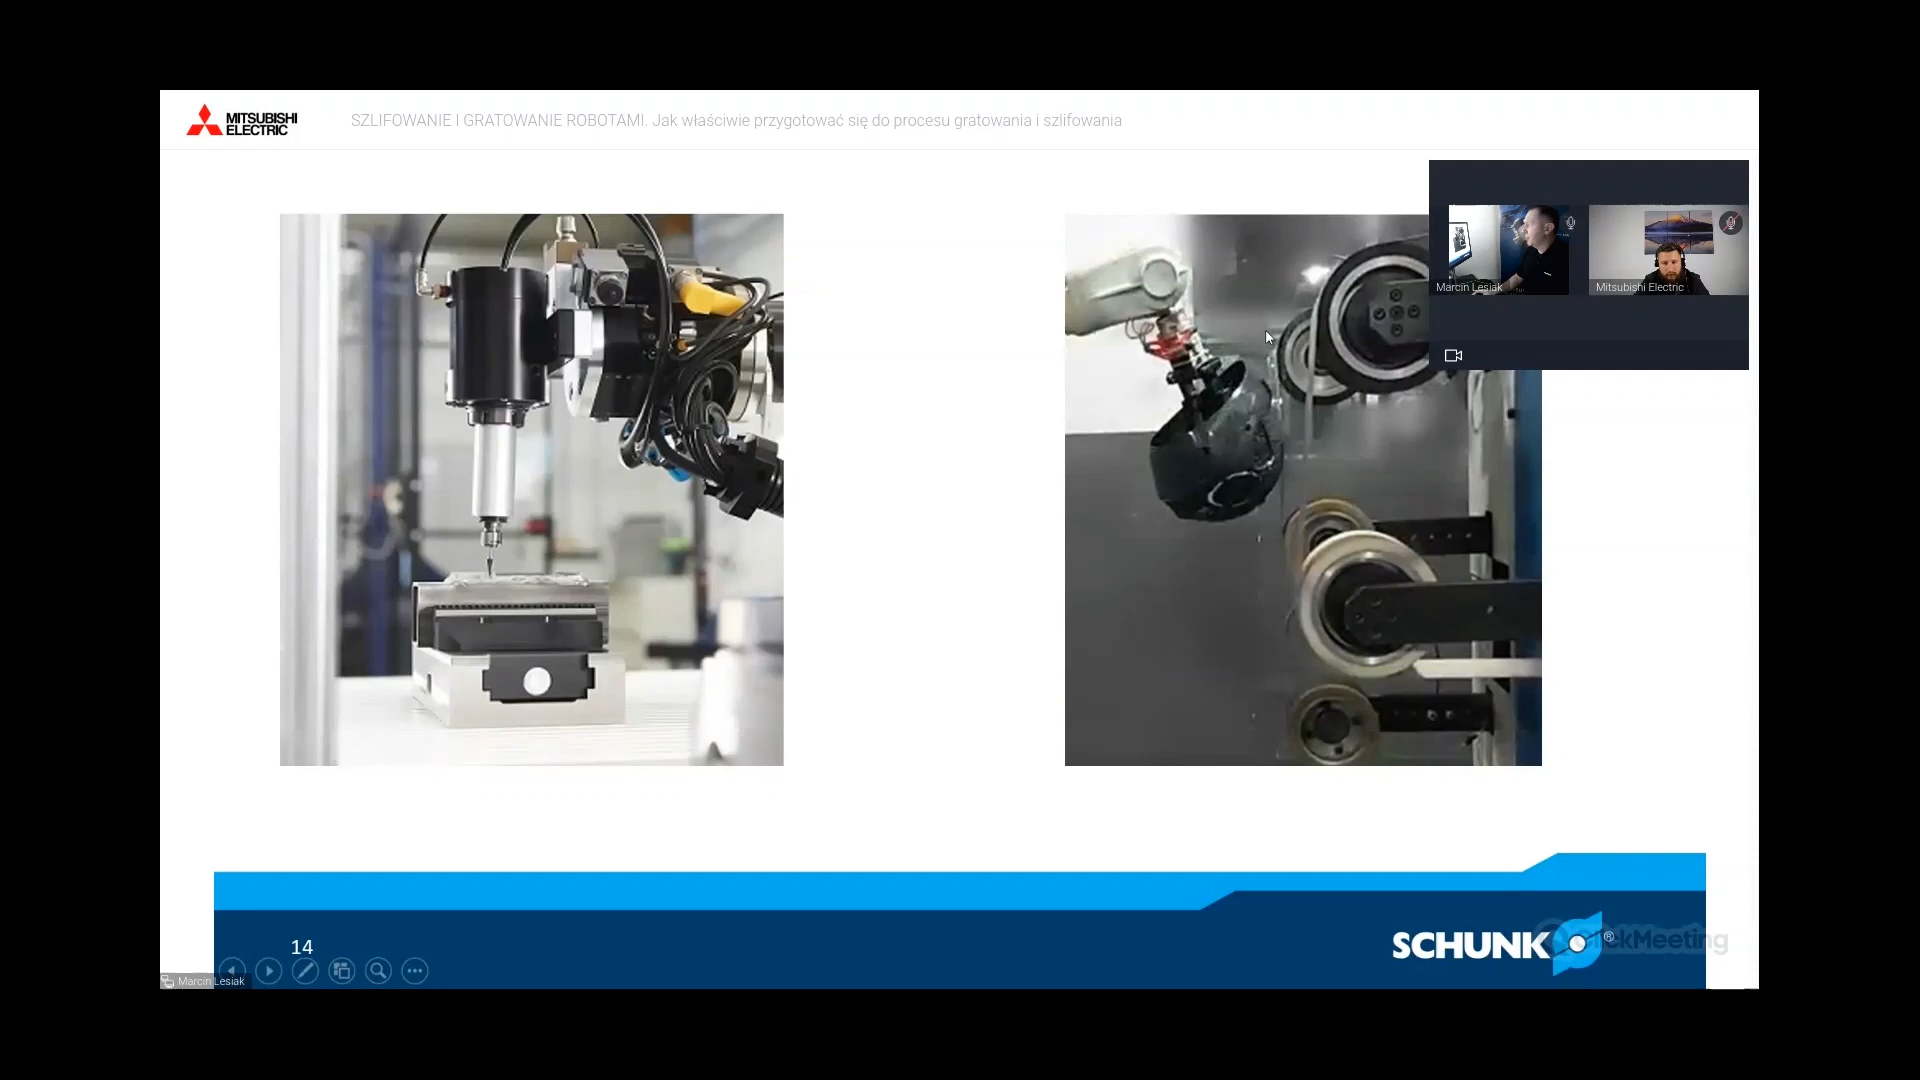 MITSUBISHI
ELECTRIC
SZLIFOWANIE I GRATOWANIE ROBOTAMI. Jak właściwie przygotować się do procesu gratowania i szlifowania
Marcin Lesiak
Mitsubishi Electric
14
SCHUNK ®
ClickMeeting
Marcin Lesiak